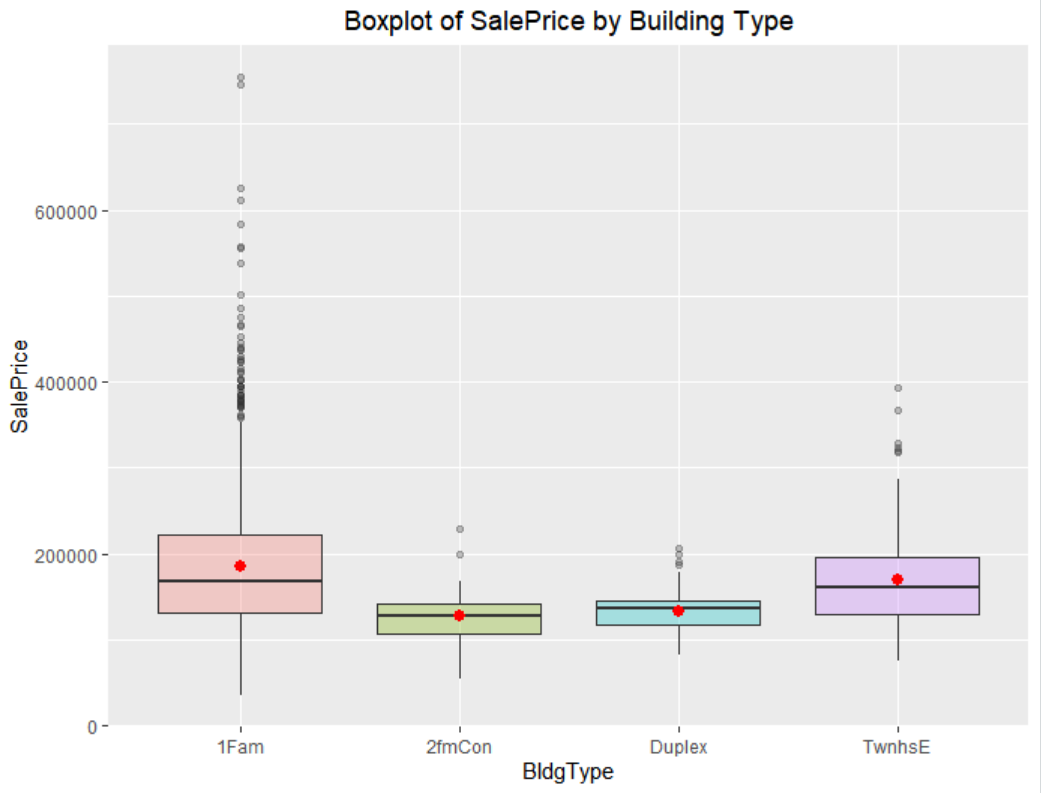 Boxplot of SalePrice by Building Type
SalePrice
600000
400000
200000
0
1Fam 2fmCon Duplex TwnhsE
BldgType